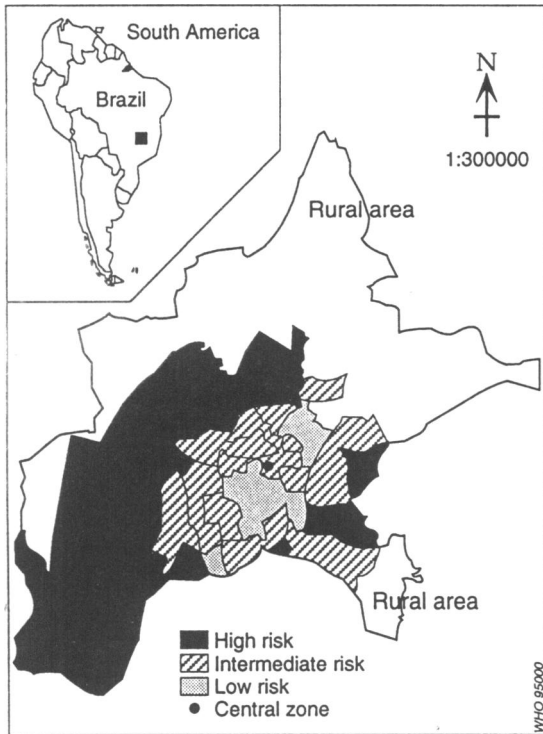 South America
Brazil
N
1:300000
Rural area
Rural area
High risk
Intermediate risk
Low risk
Central zone
WHO 95000